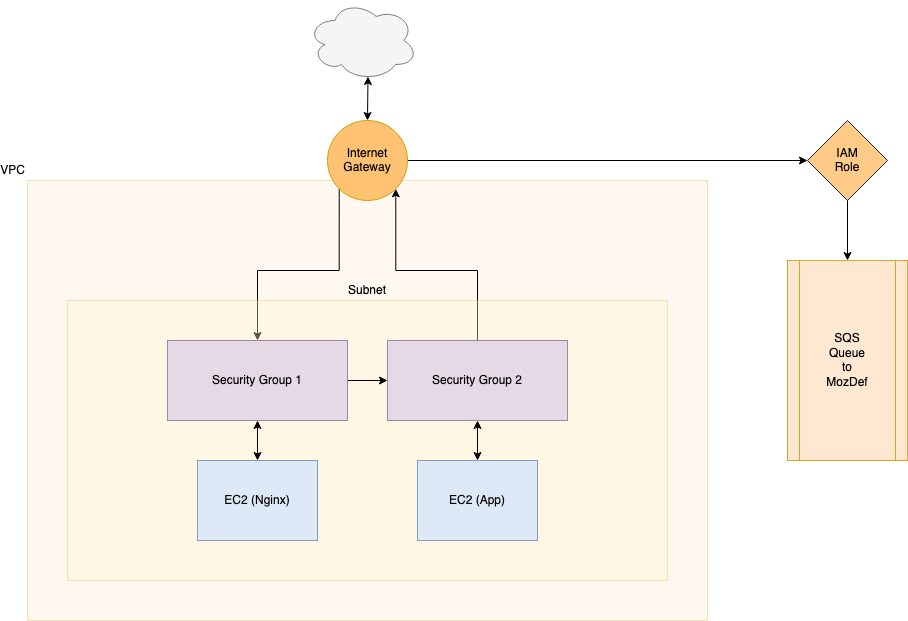 Internet
Gateway
IAM
Role
VPC
Subnet
SQS
Queue
to
MozDef
Security Group 1
Security Group 2
EC2 (Nginx)
EC2 (App)